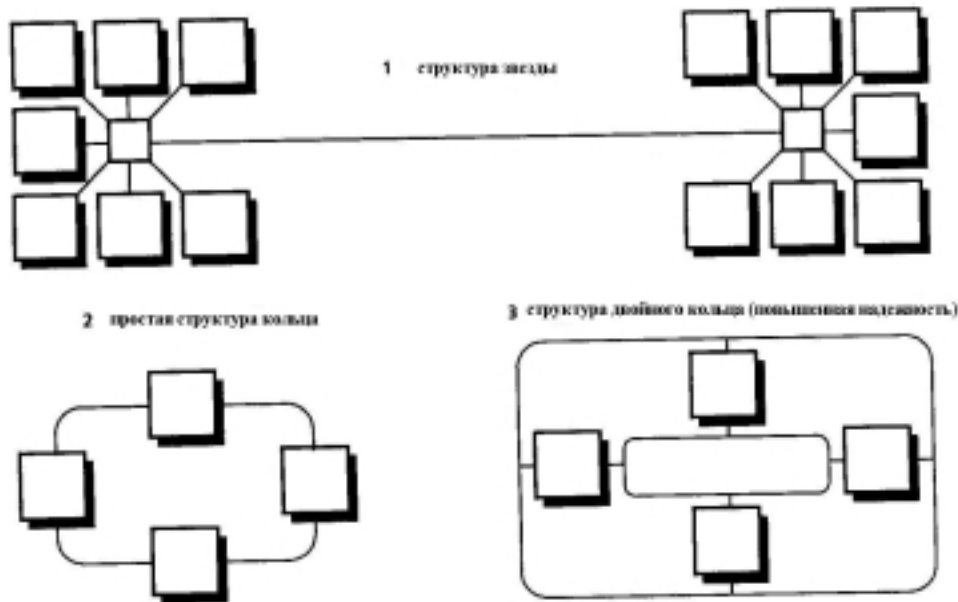 1 структура звезды
2 простая структура кольца
3 структура двойного кольца (повышенная надежность)